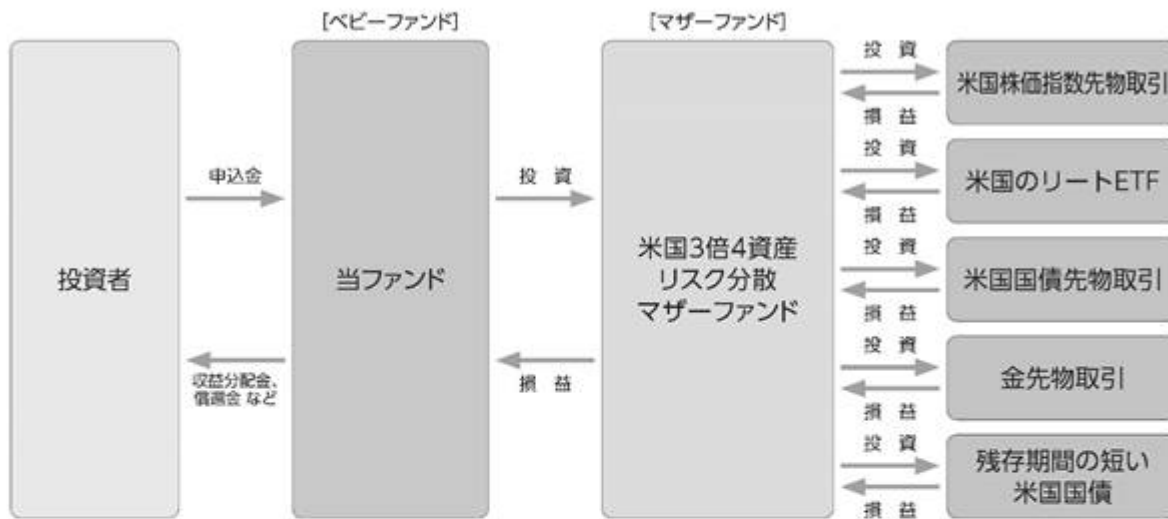 [ベビーファンド]
[マザーファンド]
投資者
申込金
収益分配金、
償還金 など
当ファンド
投 資
損 益
米国3倍4資産
リスク分散
マザーファンド
投 資
損 益
米国株価指数先物取引
投 資
損 益
米国のリートETF
投 資
損 益
米国国債先物取引
投 資
損 益
金先物取引
投 資
損 益
残存期間の短い
米国国債